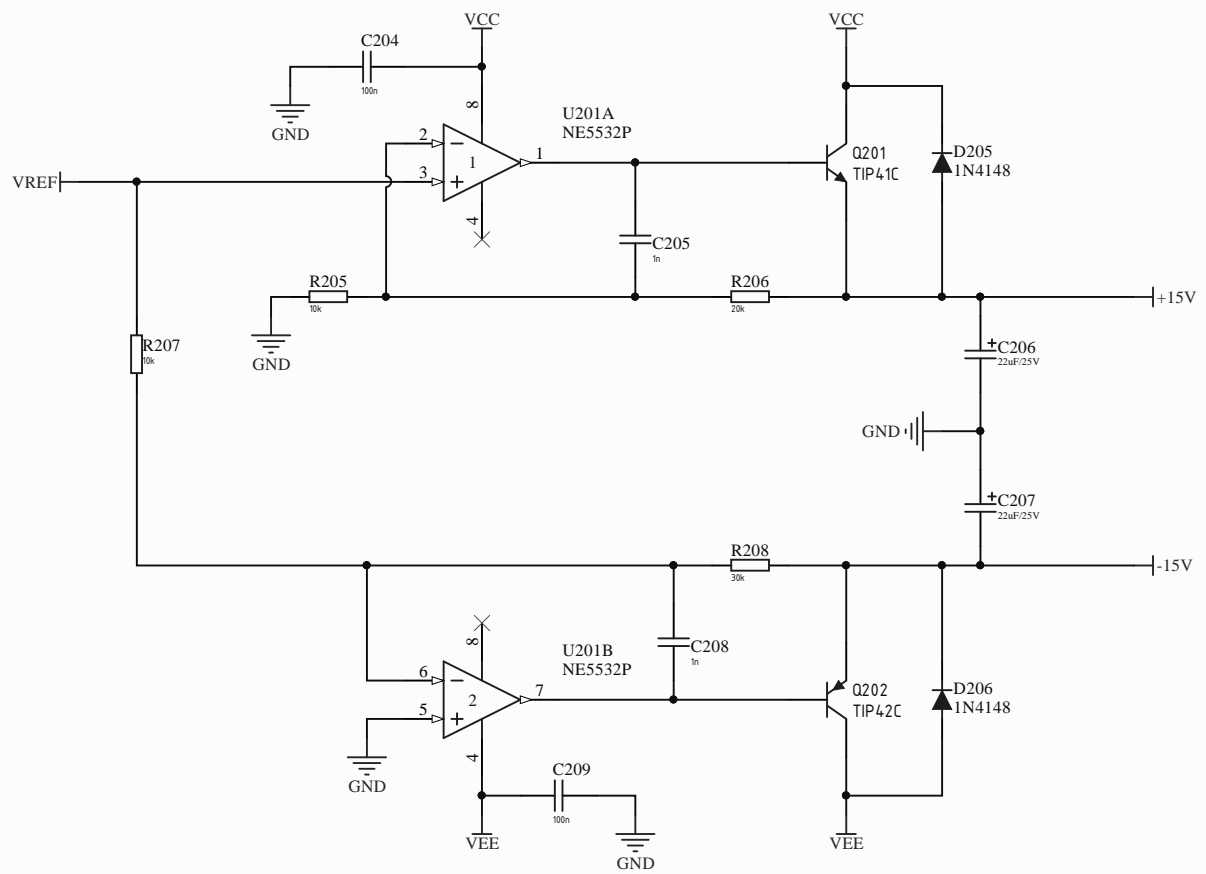 VCC
VCC
C204
100n
GND
8
U201A
NE5532P
2
1
1
3
4
VREF
Q201
TIP41C
D205
1N4148
C205
1n
R205
10k
R206
20k
+15V
GND
R207
10k
+
C206
22uF/25V
GND
+
C207
22uF/25V
R208
30k
-15V
8
U201B
NE5532P
C208
1n
6
2
7
5
4
Q202
TIP42C
D206
1N4148
GND
C209
100n
VEE
GND
VEE